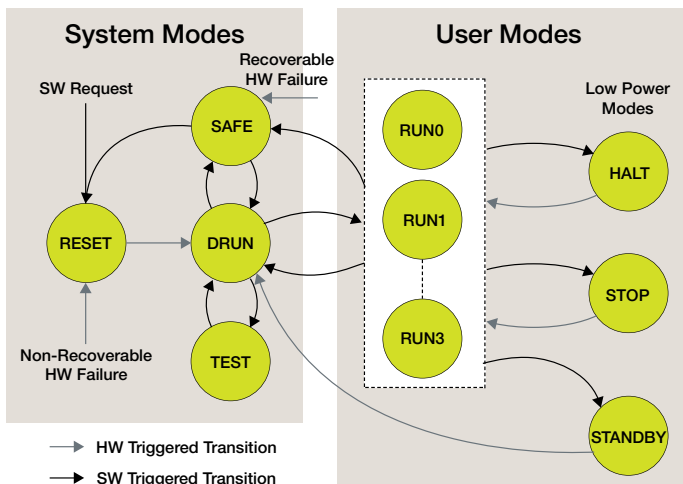 System Modes
User Modes
Recoverable
HW Failure
SW Request
Low Power
Modes
SAFE
RUN0
HALT
RUN1
RESET
DRUN
STOP
RUN3
Non-Recoverable
HW Failure
TEST
STANDBY
HW Triggered Transition
SW Triggered Transition